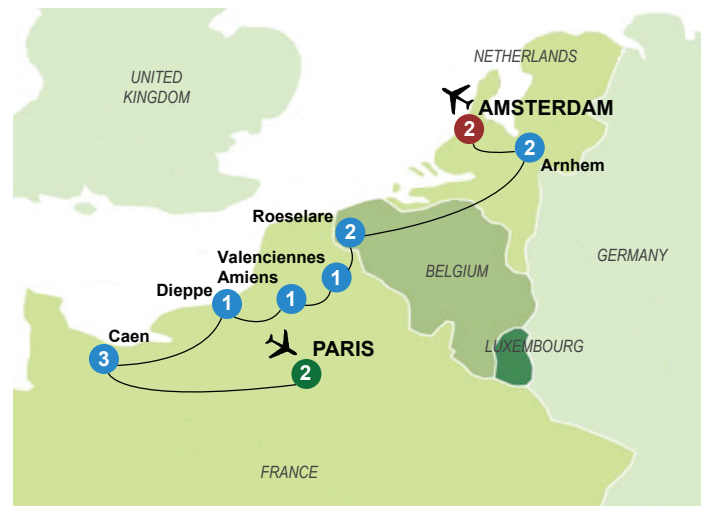 NETHERLANDS
UNITED
KINGDOM
AMSTERDAM
2
2
Arnhem
Roeselare
2
Valenciennes
GERMANY
BELGIUM
Amiens
1
Dieppe
1
1
Caen
3
PARIS
2
LUXEMBOURG
FRANCE